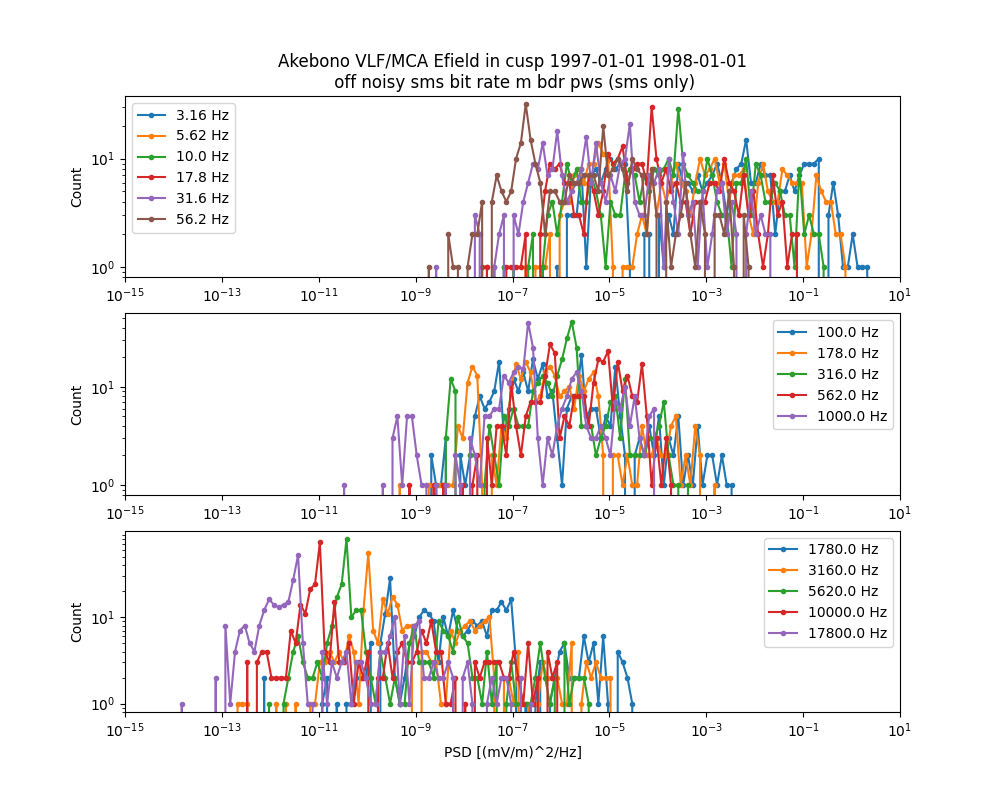 Akebono VLF/MCA Efield in cusp 1997-01-01 1998-01-01
off noisy sms bit rate m bdr pws (sms only)
3.16 Hz
5.62 Hz
10.0 Hz
17.8 Hz
31.6 Hz
56.2 Hz
Count
10^1
10^0
10^-15 10^-13 10^-11 10^-9 10^-7 10^-5 10^-3 10^-1 10^1
100.0 Hz
178.0 Hz
316.0 Hz
562.0 Hz
1000.0 Hz
Count
10^1
10^0
10^-15 10^-13 10^-11 10^-9 10^-7 10^-5 10^-3 10^-1 10^1
1780.0 Hz
3160.0 Hz
5620.0 Hz
10000.0 Hz
17800.0 Hz
Count
10^1
10^0
10^-15 10^-13 10^-11 10^-9 10^-7 10^-5 10^-3 10^-1 10^1
PSD [(mV/m)^2/Hz]